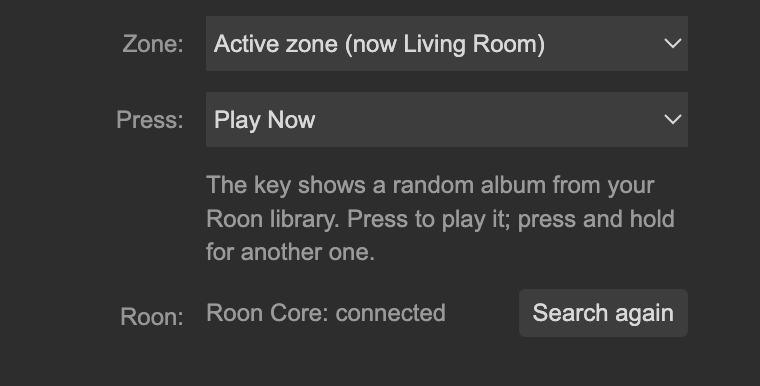 Zone: Active zone (now Living Room)
Press: Play Now
The key shows a random album from your
Roon library. Press to play it; press and hold
for another one.
Roon: Roon Core: connected Search again